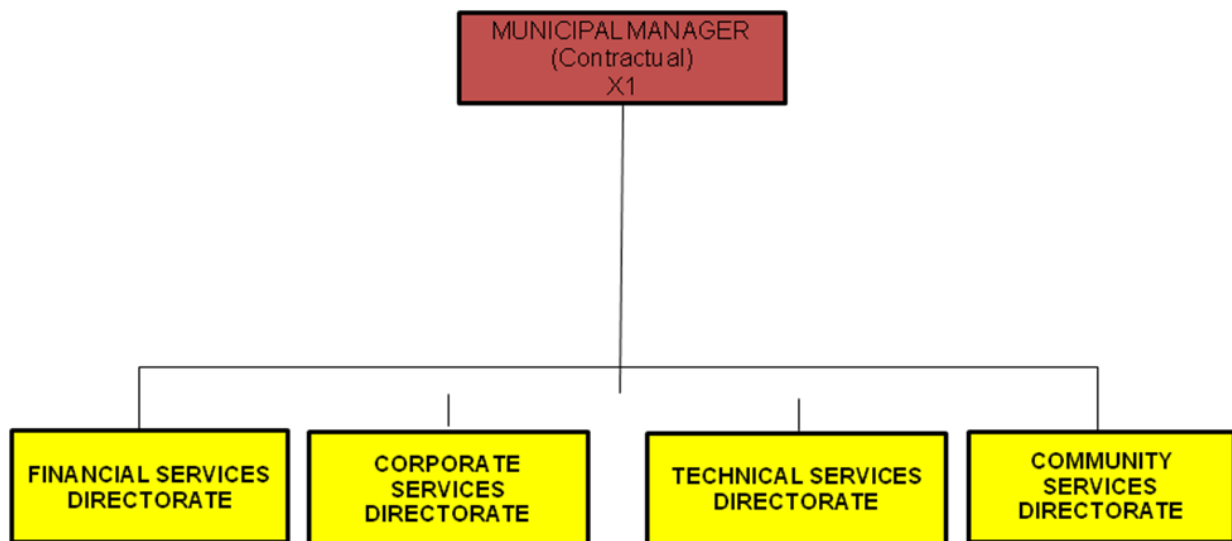 MUNICIPAL MANAGER
(Contractual)
X1
FINANCIAL SERVICES
DIRECTORATE
CORPORATE
SERVICES
DIRECTORATE
TECHNICAL SERVICES
DIRECTORATE
COMMUNITY
SERVICES
DIRECTORATE